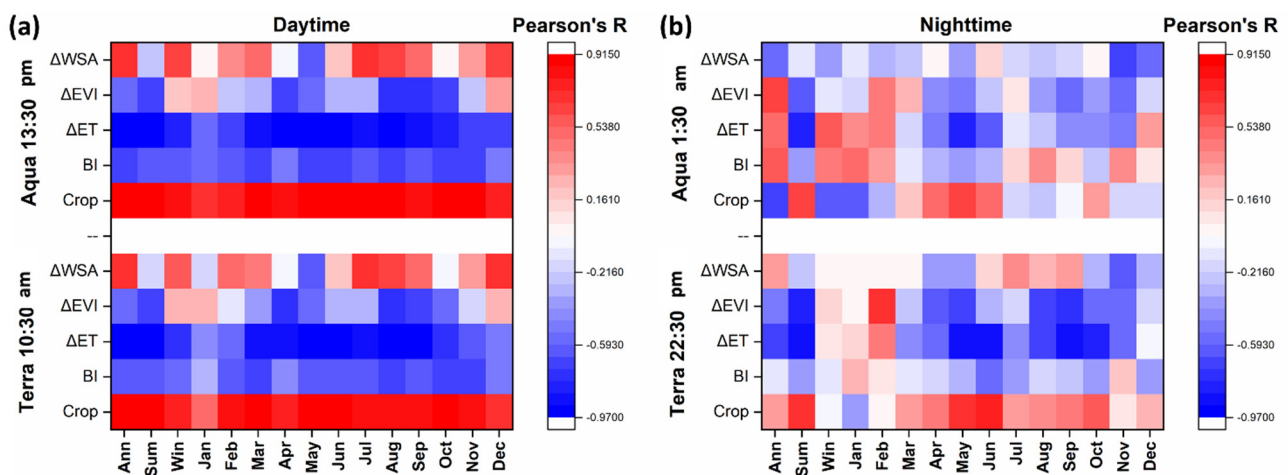 (a) Daytime Pearson's R
Aqua 13:30 pm
ΔWSA
ΔEVI
ΔET
BI
Crop
--
Terra 10:30 am
ΔWSA
ΔEVI
ΔET
BI
Crop
Ann Sum Win Jan Feb Mar Apr May Jun Jul Aug Sep Oct Nov Dec
0.9150
0.5380
0.1610
-0.2160
-0.5930
-0.9700
(b) Nighttime Pearson's R
Aqua 1:30 am
ΔWSA
ΔEVI
ΔET
BI
Crop
--
Terra 22:30 pm
ΔWSA
ΔEVI
ΔET
BI
Crop
Ann Sum Win Jan Feb Mar Apr May Jun Jul Aug Sep Oct Nov Dec
0.9150
0.5380
0.1610
-0.2160
-0.5930
-0.9700